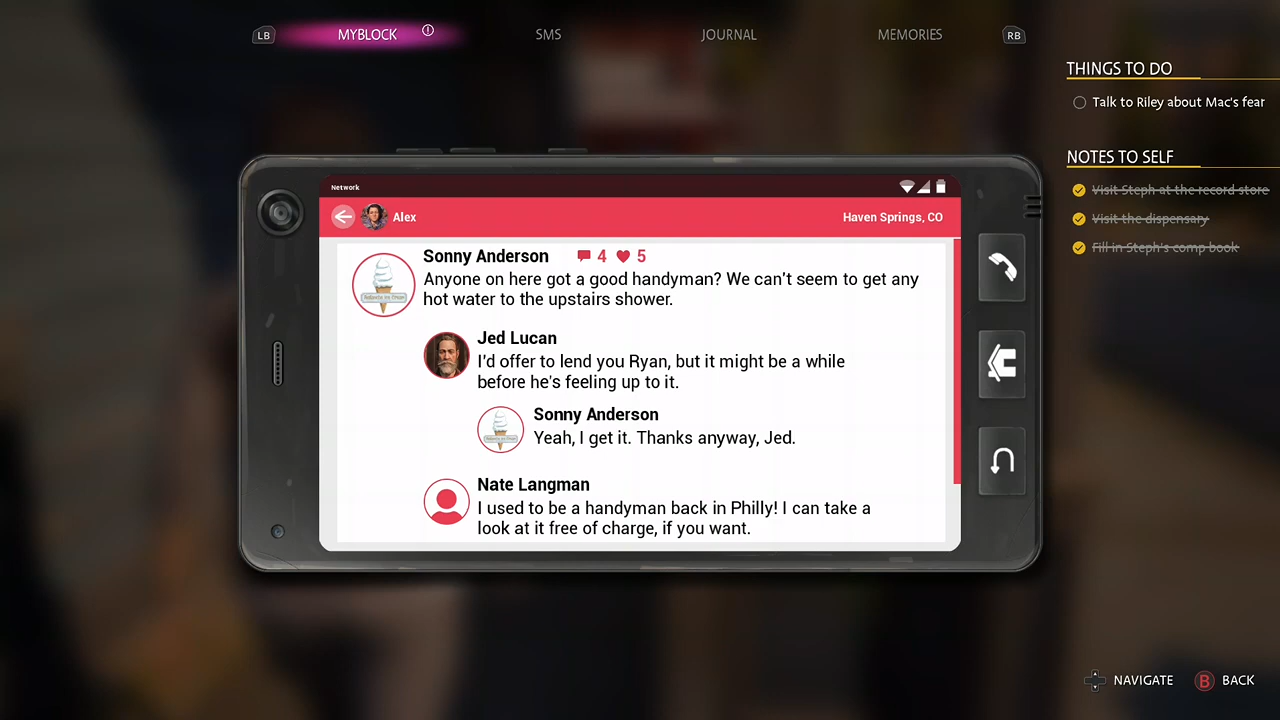 LB
MYBLOCK
SMS
JOURNAL
MEMORIES
RB
THINGS TO DO
Talk to Riley about Mac's fear
NOTES TO SELF
Visit Steph at the record store
Visit the dispensary
Fill in Steph's comp book
Network
Alex
Haven Springs, CO
Sonny Anderson 4 5
Anyone on here got a good handyman? We can't seem to get any
hot water to the upstairs shower.
Jed Lucan
I'd offer to lend you Ryan, but it might be a while
before he's feeling up to it.
Sonny Anderson
Yeah, I get it. Thanks anyway, Jed.
Nate Langman
I used to be a handyman back in Philly! I can take a
look at it free of charge, if you want.
NAVIGATE
B BACK